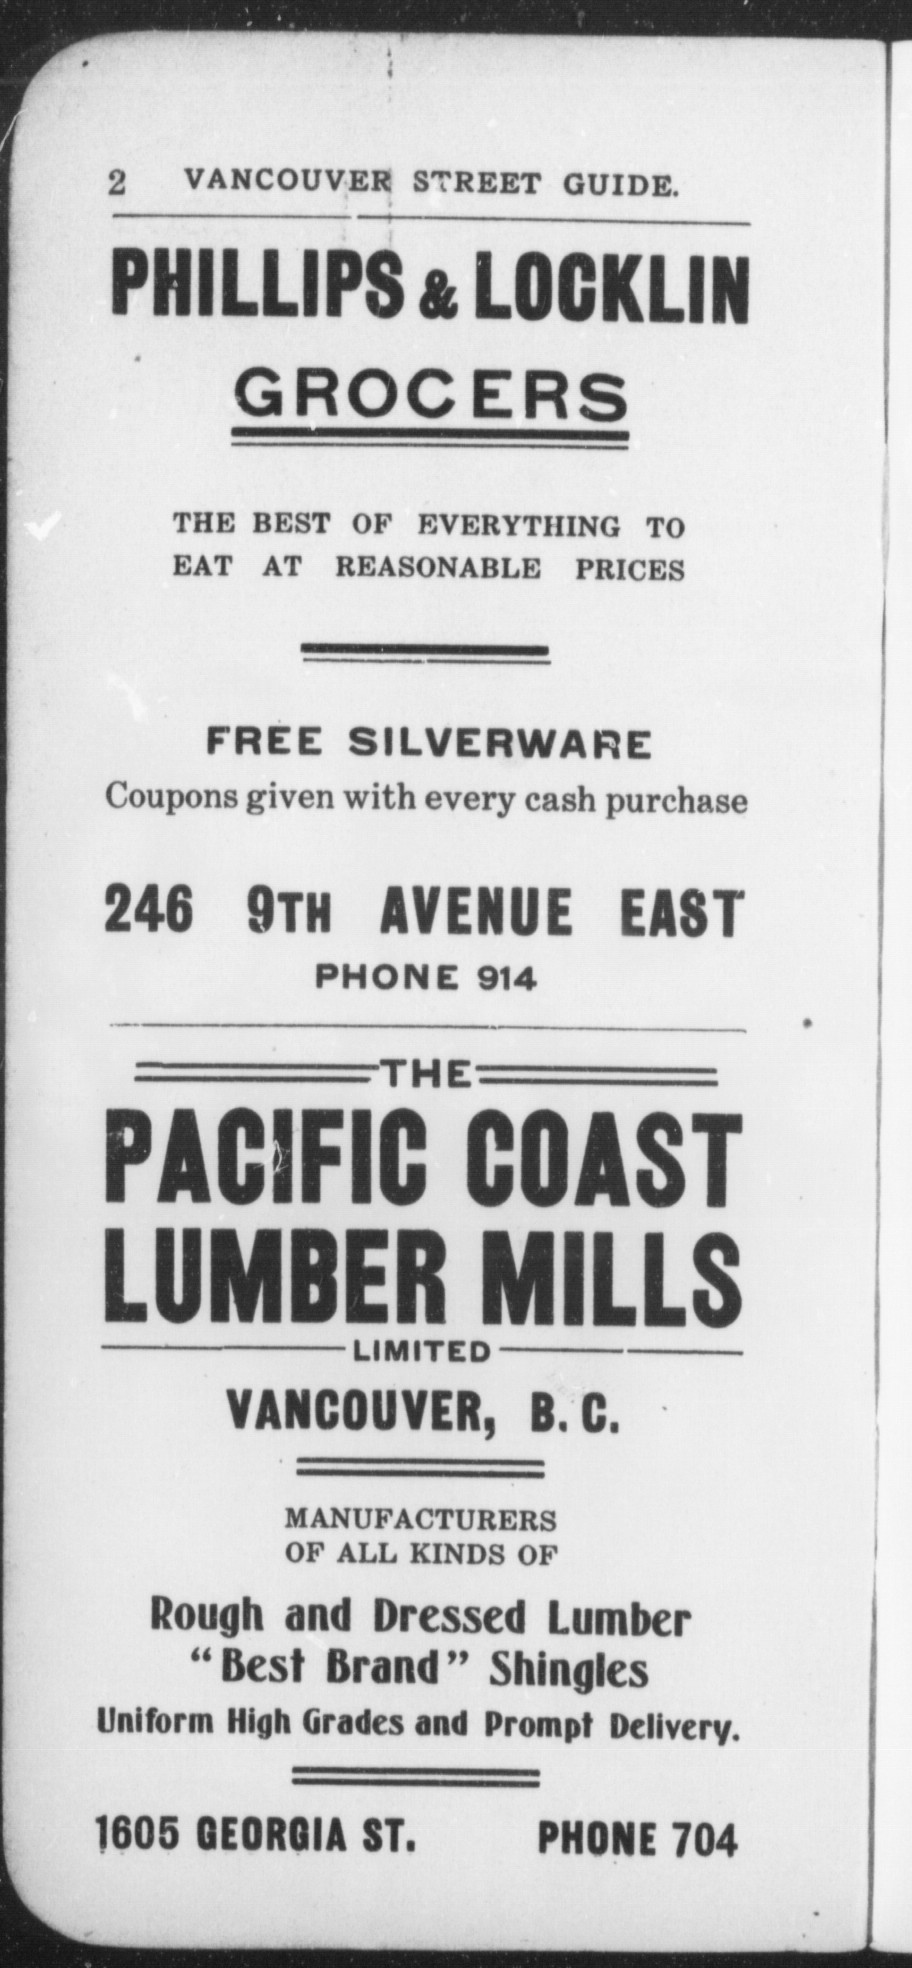 2 VANCOUVER STREET GUIDE.
PHILLIPS & LOCKLIN
GROCERS
THE BEST OF EVERYTHING TO
EAT AT REASONABLE PRICES
FREE SILVERWARE
Coupons given with every cash purchase
246 9TH AVENUE EAST
PHONE 914
THE
PACIFIC COAST
LUMBER MILLS
LIMITED
VANCOUVER, B. C.
MANUFACTURERS
OF ALL KINDS OF
Rough and Dressed Lumber
"Best Brand" Shingles
Uniform High Grades and Prompt Delivery.
1605 GEORGIA ST. PHONE 704